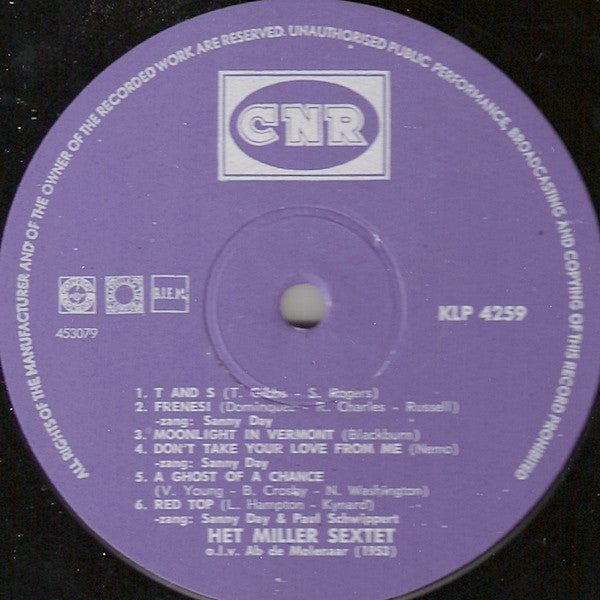 ALL RIGHTS OF THE MANUFACTURER AND OF THE OWNER OF THE RECORDED WORK ARE RESERVED. UNAUTHORISED PUBLIC PERFORMANCE, BROADCASTING AND COPYING OF THIS RECORD PROHIBITED
CNR
B.I.E.M.
453079
KLP 4259
1. T AND S (T. Gibbs - S. Rogers)
2. FRENESI (Dominques - R. Charles - Russell)
-zang: Sanny Day
3. MOONLIGHT IN VERMONT (Blackburn)
4. DON'T TAKE YOUR LOVE FROM ME (Nemo)
-zang: Sanny Day
5. A GHOST OF A CHANCE
(V. Young - B. Crosby - N. Washington)
6. RED TOP (L. Hampton - Kynard)
-zang: Sanny Day & Paul Schwippert
HET MILLER SEXTET
o.l.v. Ab de Molenaar (1953)